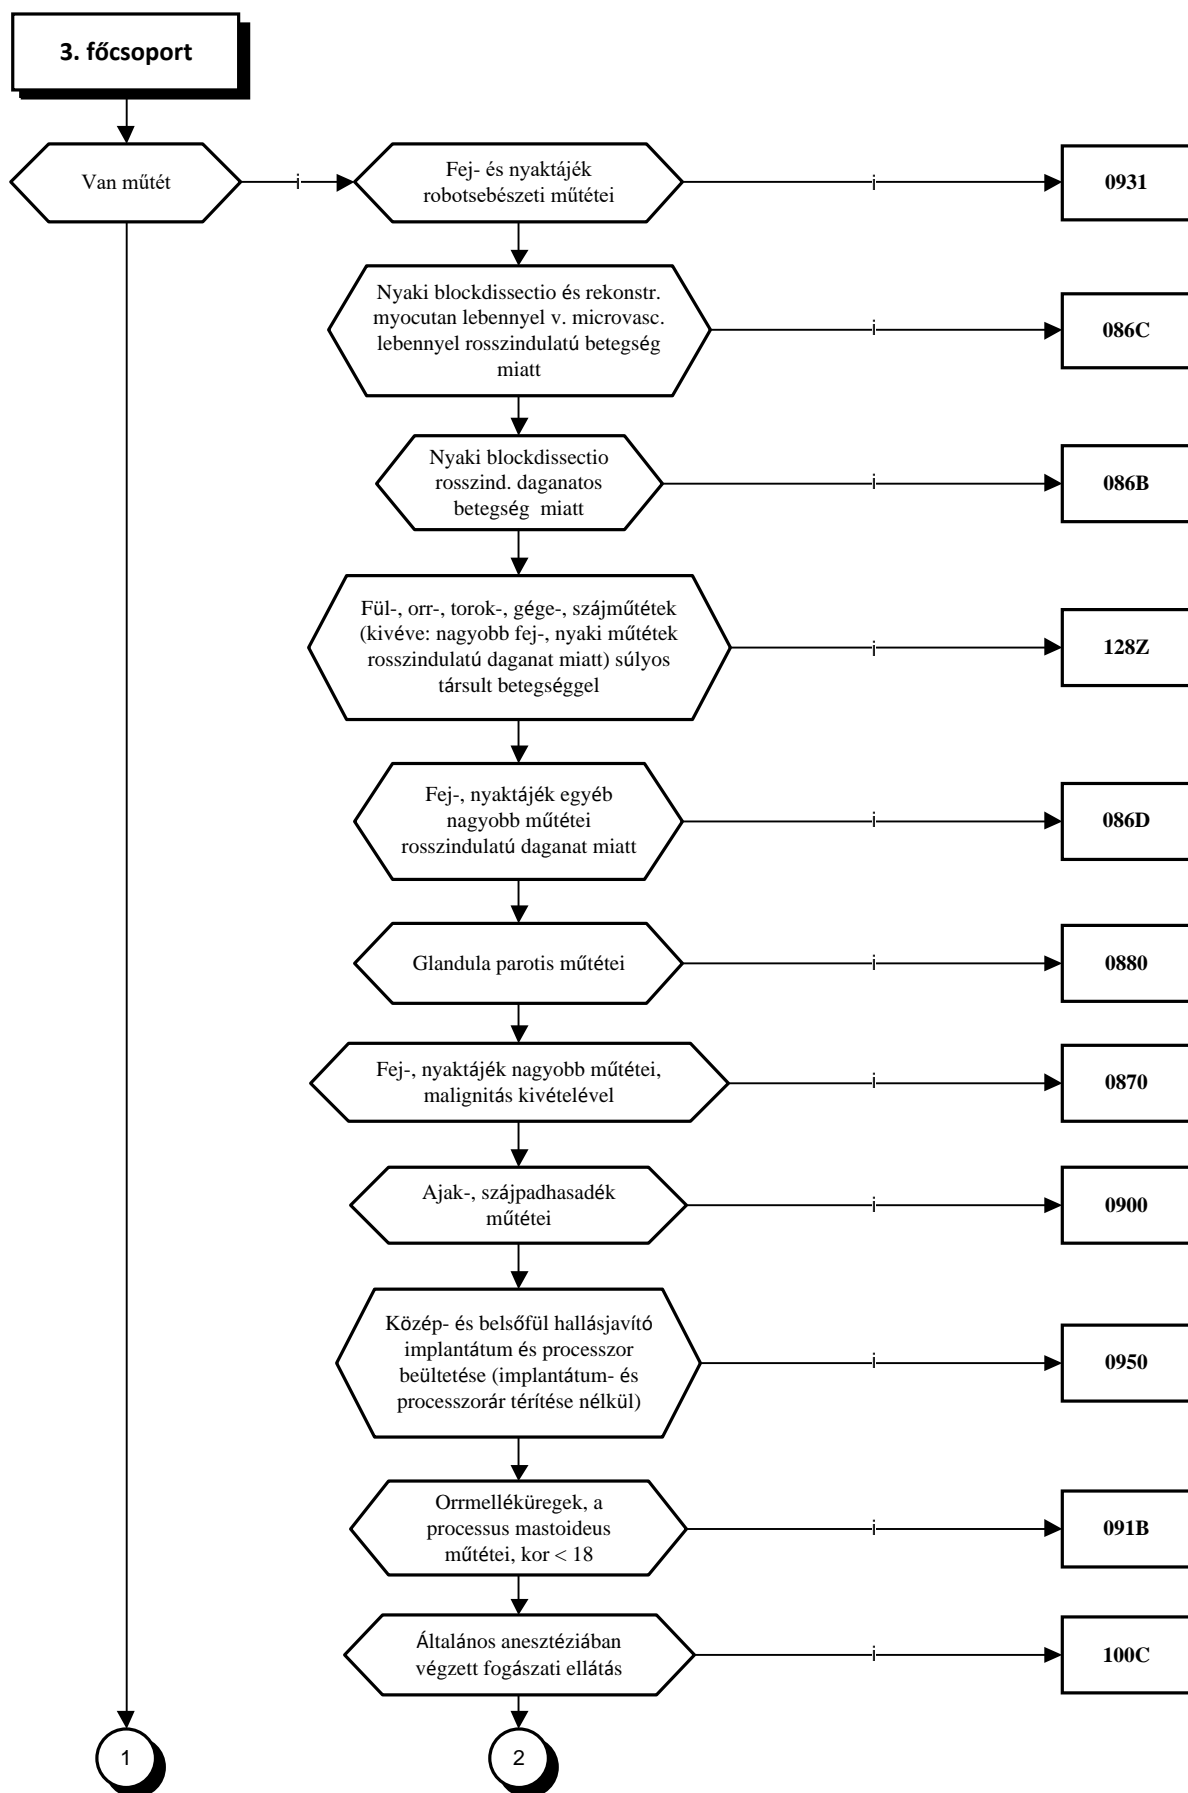 3. főcsoport
Van műtét
i
Fej- és nyaktájék
robotsebészeti műtétei
i
0931
Nyaki blockdissectio és rekonstr.
myocutan lebennyel v. microvasc.
lebennyel rosszindulatú betegség
miatt
i
086C
Nyaki blockdissectio
rosszind. daganatos
betegség miatt
i
086B
Fül-, orr-, torok-, gége-, szájműtétek
(kivéve: nagyobb fej-, nyaki műtétek
rosszindulatú daganat miatt) súlyos
társult betegséggel
i
128Z
Fej-, nyaktájék egyéb
nagyobb műtétei
rosszindulatú daganat miatt
i
086D
Glandula parotis műtétei
i
0880
Fej-, nyaktájék nagyobb műtétei,
malignitás kivételével
i
0870
Ajak-, szájpadhasadék
műtétei
i
0900
Közép- és belsőfül hallásjavító
implantátum és processzor
beültetése (implantátum- és
processzorár térítése nélkül)
i
0950
Orrmelléküregek, a
processus mastoideus
műtétei, kor < 18
i
091B
Általános anesztéziában
végzett fogászati ellátás
i
100C
1
2